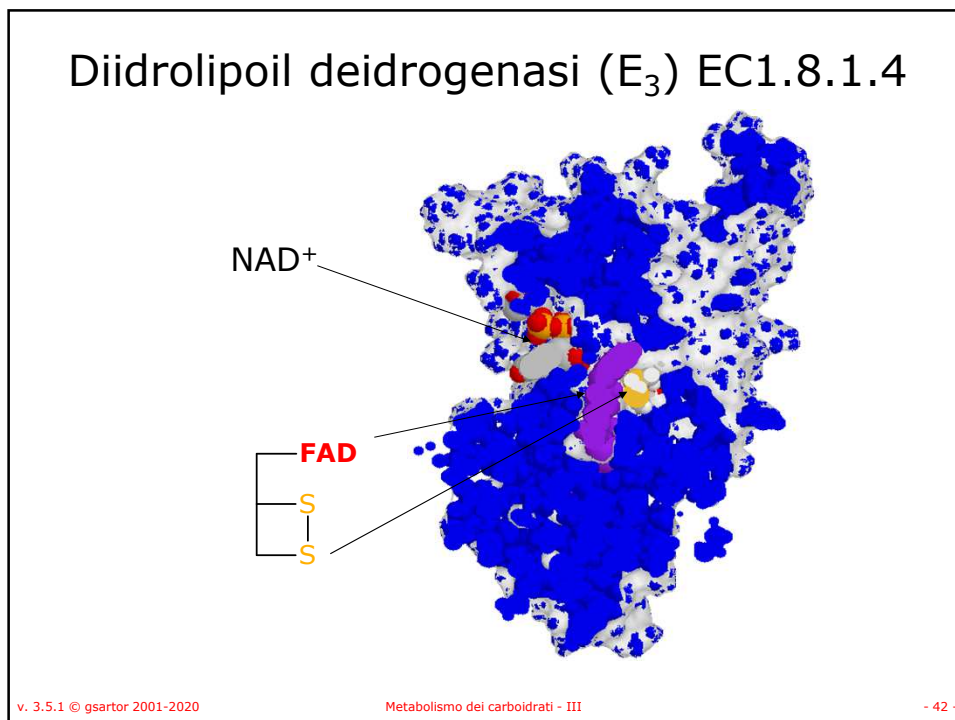 Diidrolipoil deidrogenasi (E₃) EC1.8.1.4
NAD⁺
FAD
S
S
v. 3.5.1 © gsartor 2001-2020 Metabolismo dei carboidrati - III - 42 -